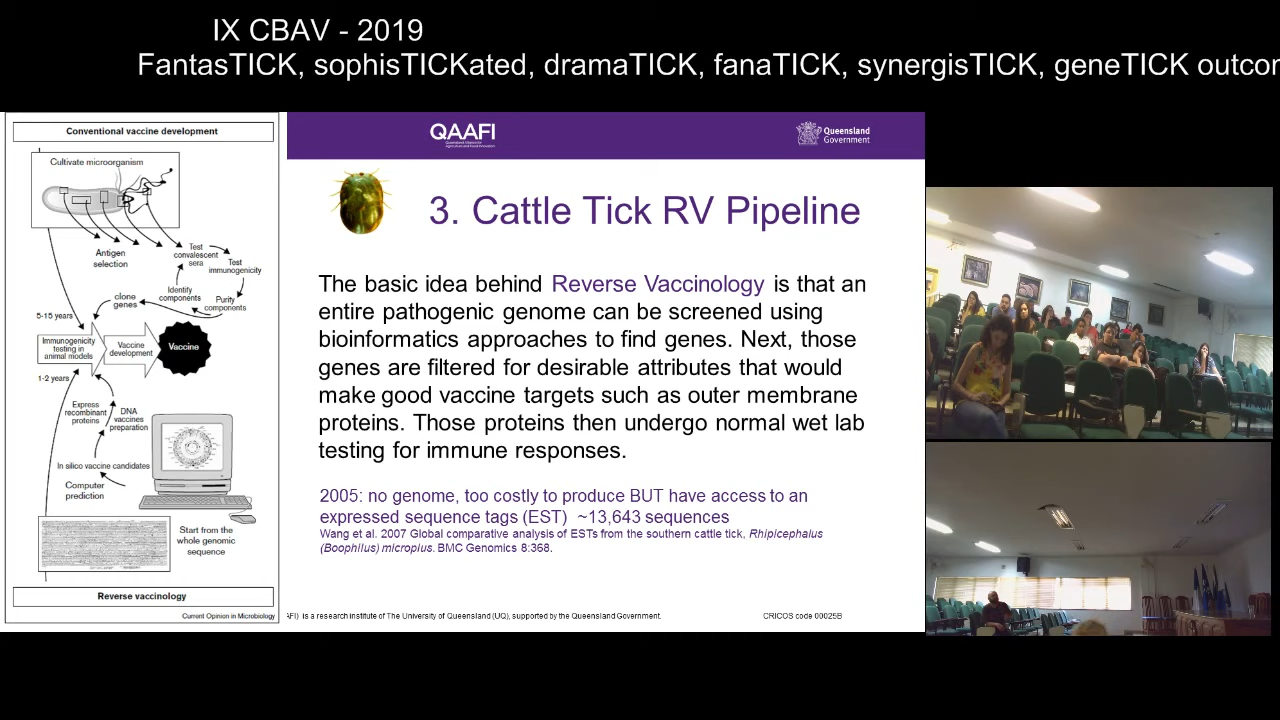 IX CBAV - 2019
FantasTICK, sophisTICKated, dramaTICK, fanaTICK, synergisTICK, geneTICK outcor
Conventional vaccine development
Cultivate microorganism
Antigen
selection
Test
convalescent
sera
Test
immunogenicity
Identify
components
Purify
components
clone
genes
5-15 years
Immunogenicity
testing in
animal models
Vaccine
development
Vaccine
1-2 years
Express
recombinant
proteins
DNA
vaccines
preparation
In silico vaccine candidates
Computer
prediction
Start from the
whole genomic
sequence
Reverse vaccinology
Current Opinion in Microbiology
QAAFI
Queensland
Government
3. Cattle Tick RV Pipeline
The basic idea behind Reverse Vaccinology is that an
entire pathogenic genome can be screened using
bioinformatics approaches to find genes. Next, those
genes are filtered for desirable attributes that would
make good vaccine targets such as outer membrane
proteins. Those proteins then undergo normal wet lab
testing for immune responses.
2005: no genome, too costly to produce BUT have access to an
expressed sequence tags (EST) ~13,643 sequences
Wang et al. 2007 Global comparative analysis of ESTs from the southern cattle tick, Rhipicephalus
(Boophilus) microplus. BMC Genomics 8:368.
AFI) is a research institute of The University of Queensland (UQ), supported by the Queensland Government.
CRICOS code 00025B